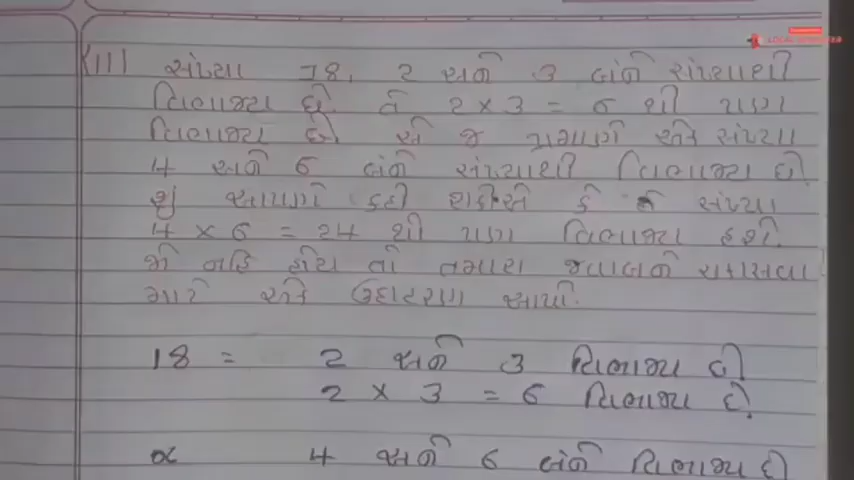 (11) સંખ્યા 18, 2 અને 3 બંને સંખ્યાથી
વિભાજ્ય છે. તે 2 × 3 = 6 થી પણ
વિભાજ્ય છે. એ જ પ્રમાણે એક સંખ્યા
4 અને 6 બંને સંખ્યાથી વિભાજ્ય છે.
શું આપણે કહી શકીએ કે તે સંખ્યા
4 × 6 = 24 થી પણ વિભાજ્ય હશે.
જો નહિ હોય તો તમારા જવાબને ચકાસવા
માટે એક ઉદાહરણ આપો.
18 = 2 અને 3 વિભાજ્ય છે
2 × 3 = 6 વિભાજ્ય છે.
4 અને 6 બંને વિભાજ્ય છે